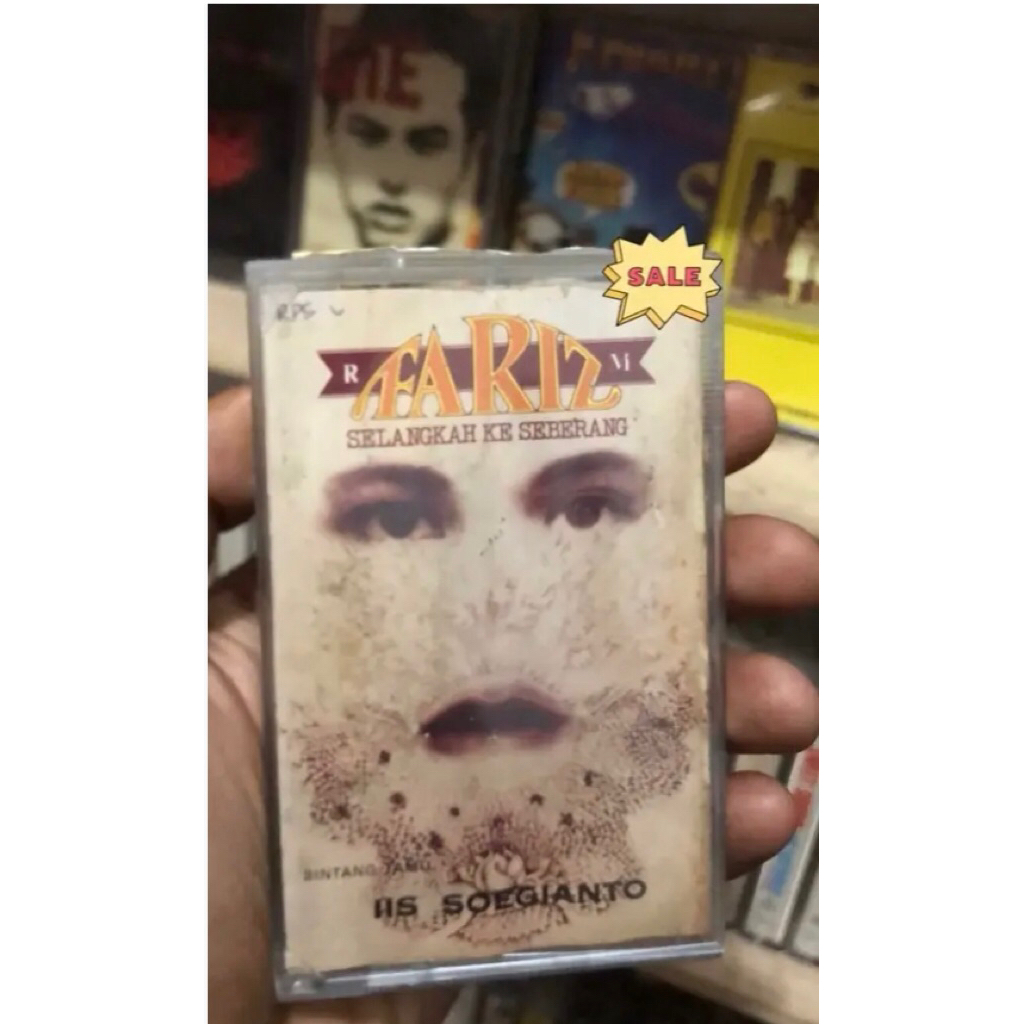 SALE
R FARIZ M
SELANGKAH KE SEBERANG
BINTANG TAMU
IIS SOEGIANTO